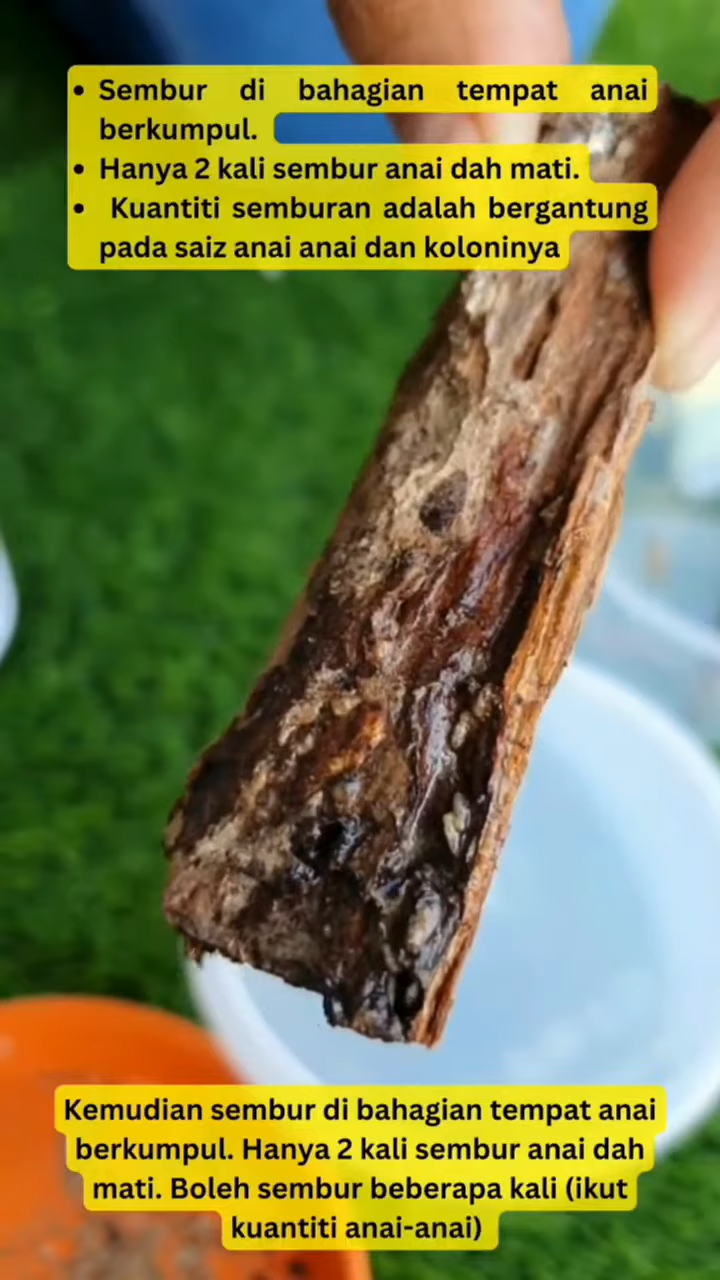 • Sembur di bahagian tempat anai
berkumpul.
• Hanya 2 kali sembur anai dah mati.
• Kuantiti semburan adalah bergantung
pada saiz anai anai dan koloninya
Kemudian sembur di bahagian tempat anai
berkumpul. Hanya 2 kali sembur anai dah
mati. Boleh sembur beberapa kali (ikut
kuantiti anai-anai)